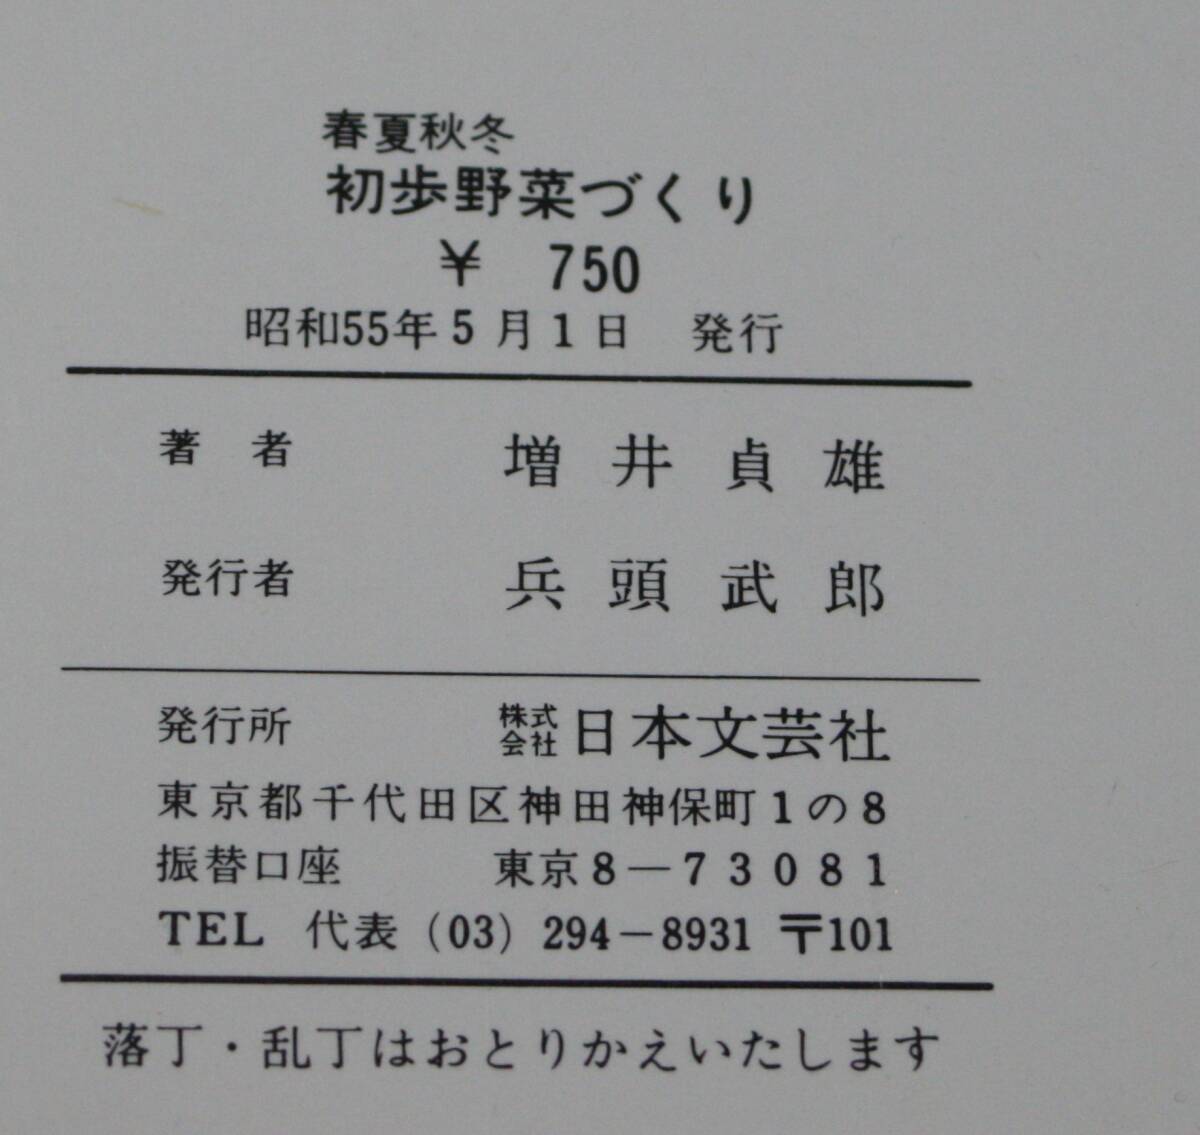 春夏秋冬
初歩野菜づくり
¥ 750
昭和55年5月1日 発行
著 者 増井貞雄
発行者 兵頭武郎
発行所 株式会社 日本文芸社
東京都千代田区神田神保町1の8
振替口座 東京8—73081
TEL 代表 (03) 294−8931 〒101
落丁・乱丁はおとりかえいたします